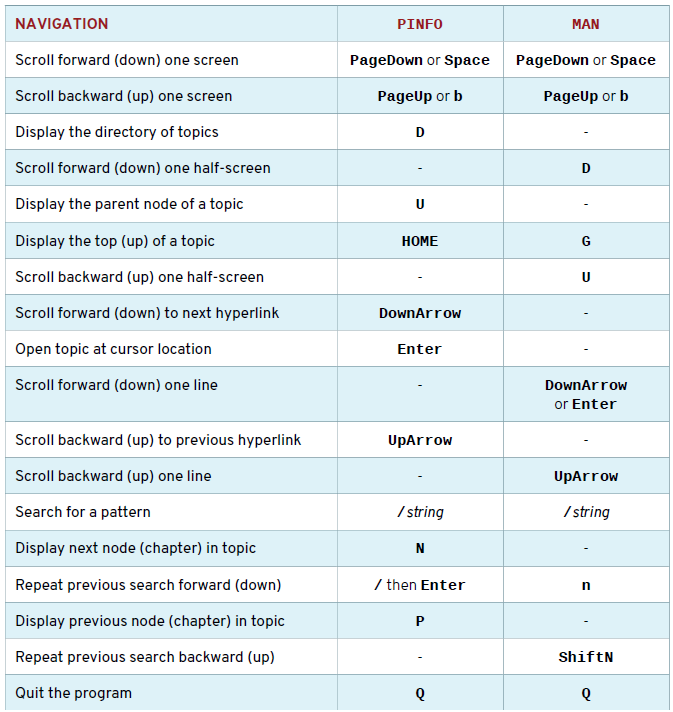 NAVIGATION PINFO MAN
Scroll forward (down) one screen PageDown or Space PageDown or Space
Scroll backward (up) one screen PageUp or b PageUp or b
Display the directory of topics D -
Scroll forward (down) one half-screen - D
Display the parent node of a topic U -
Display the top (up) of a topic HOME G
Scroll backward (up) one half-screen - U
Scroll forward (down) to next hyperlink DownArrow -
Open topic at cursor location Enter -
Scroll forward (down) one line - DownArrow
or Enter
Scroll backward (up) to previous hyperlink UpArrow -
Scroll backward (up) one line - UpArrow
Search for a pattern /string /string
Display next node (chapter) in topic N -
Repeat previous search forward (down) / then Enter n
Display previous node (chapter) in topic P -
Repeat previous search backward (up) - ShiftN
Quit the program Q Q